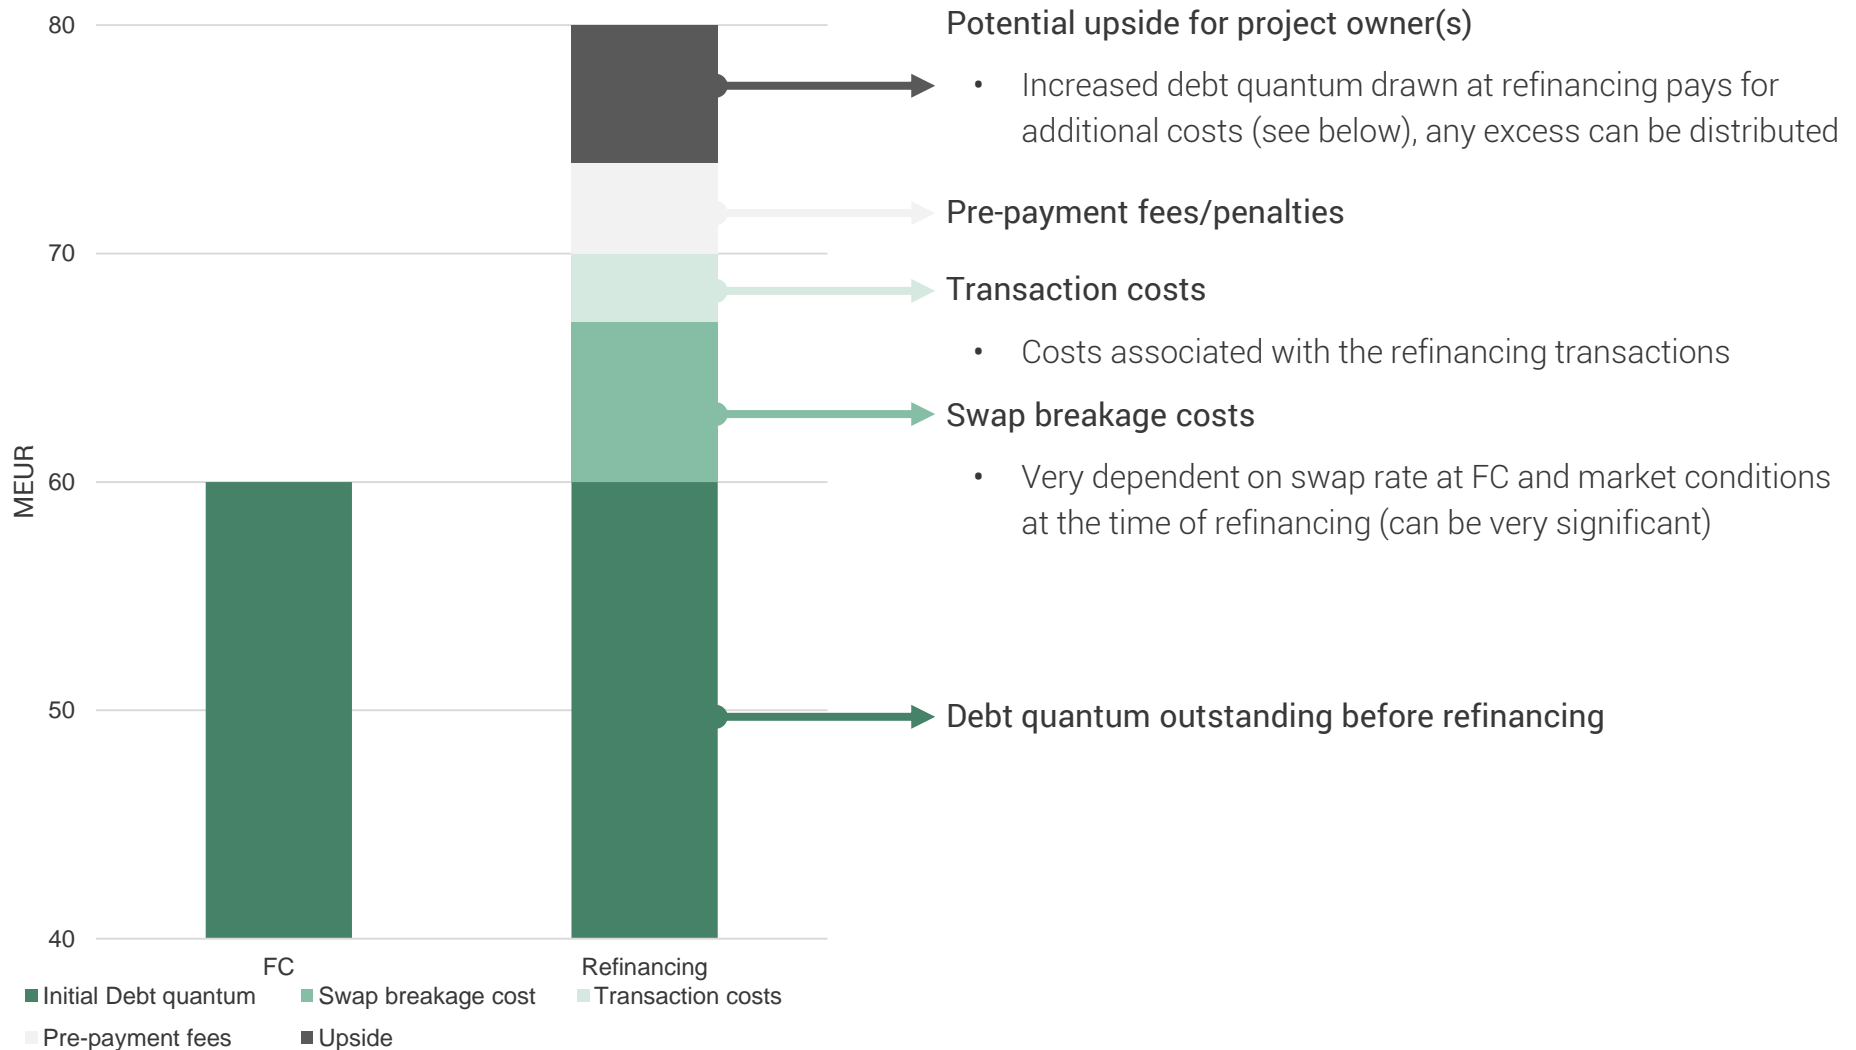 80
70
60
50
40
MEUR
FC
Refinancing
Initial Debt quantum
Swap breakage cost
Transaction costs
Pre-payment fees
Upside
Potential upside for project owner(s)
• Increased debt quantum drawn at refinancing pays for
additional costs (see below), any excess can be distributed
Pre-payment fees/penalties
Transaction costs
• Costs associated with the refinancing transactions
Swap breakage costs
• Very dependent on swap rate at FC and market conditions
at the time of refinancing (can be very significant)
Debt quantum outstanding before refinancing